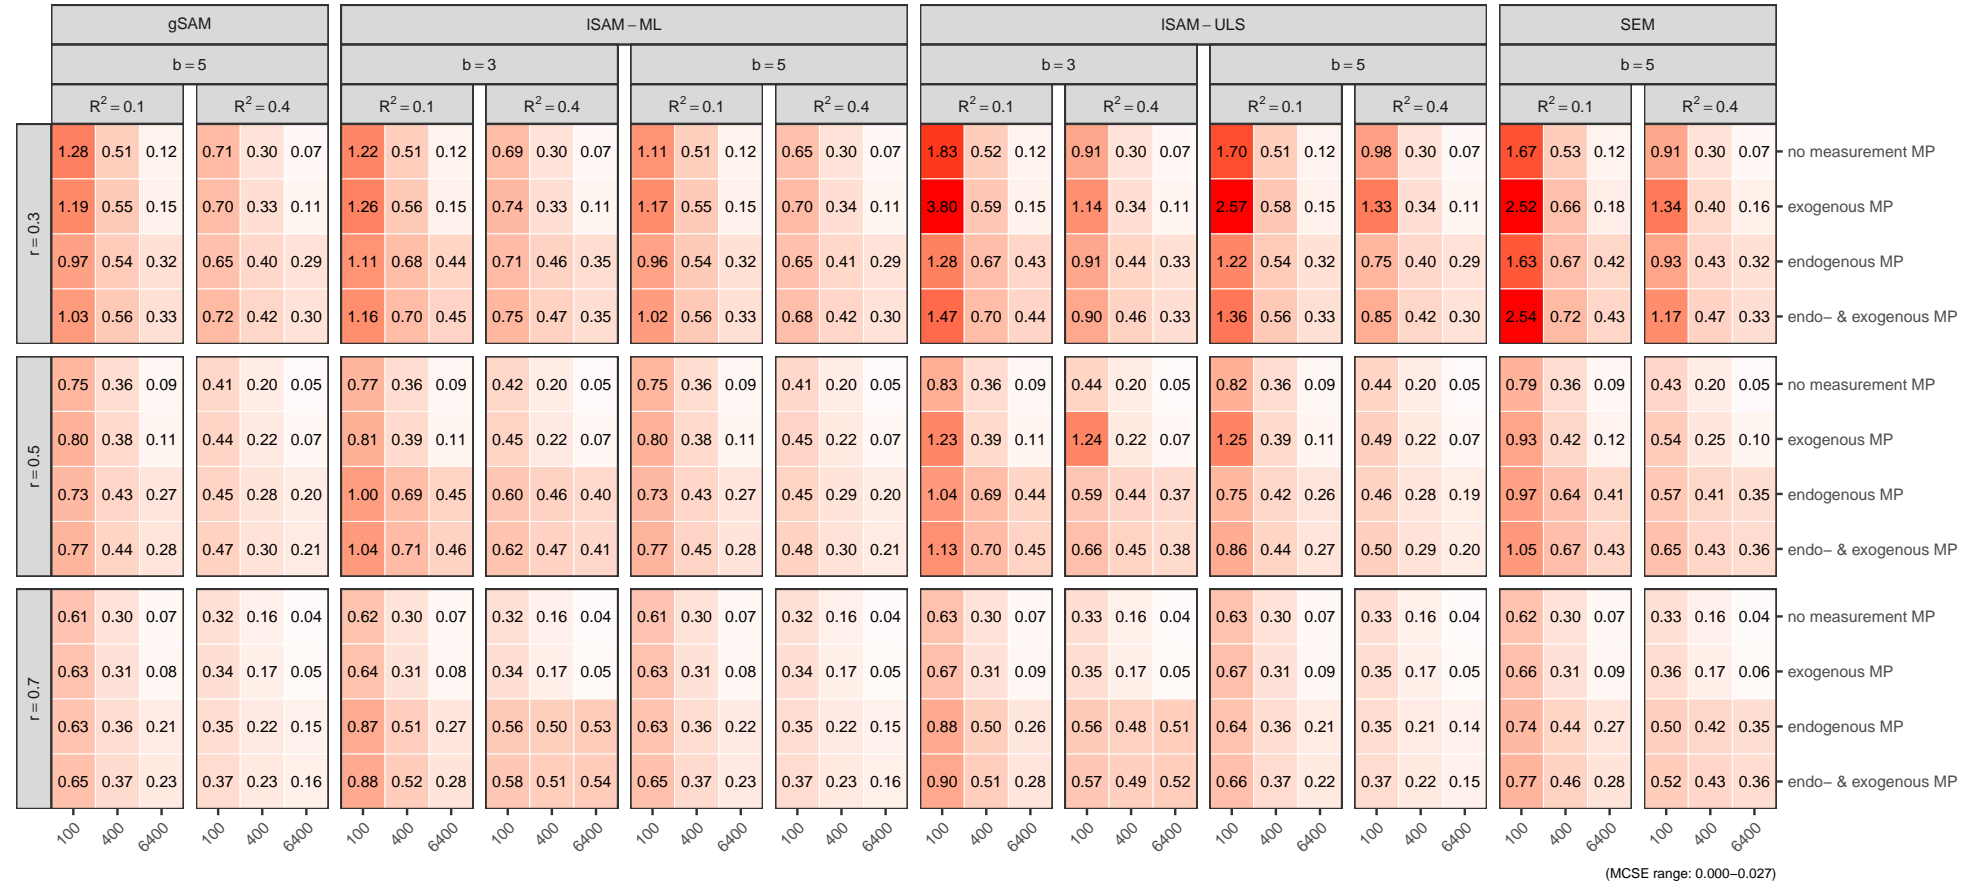 gSAM lSAM – ML lSAM – ULS SEM
b = 5 b = 3 b = 5 b = 3 b = 5 b = 5
R² = 0.1 R² = 0.4 R² = 0.1 R² = 0.4 R² = 0.1 R² = 0.4 R² = 0.1 R² = 0.4 R² = 0.1 R² = 0.4 R² = 0.1 R² = 0.4
r = 0.3
1.28 0.51 0.12 0.71 0.30 0.07 1.22 0.51 0.12 0.69 0.30 0.07 1.11 0.51 0.12 0.65 0.30 0.07 1.83 0.52 0.12 0.91 0.30 0.07 1.70 0.51 0.12 0.98 0.30 0.07 1.67 0.53 0.12 0.91 0.30 0.07 no measurement MP
1.19 0.55 0.15 0.70 0.33 0.11 1.26 0.56 0.15 0.74 0.33 0.11 1.17 0.55 0.15 0.70 0.34 0.11 3.80 0.59 0.15 1.14 0.34 0.11 2.57 0.58 0.15 1.33 0.34 0.11 2.52 0.66 0.18 1.34 0.40 0.16 exogenous MP
0.97 0.54 0.32 0.65 0.40 0.29 1.11 0.68 0.44 0.71 0.46 0.35 0.96 0.54 0.32 0.65 0.41 0.29 1.28 0.67 0.43 0.91 0.44 0.33 1.22 0.54 0.32 0.75 0.40 0.29 1.63 0.67 0.42 0.93 0.43 0.32 endogenous MP
1.03 0.56 0.33 0.72 0.42 0.30 1.16 0.70 0.45 0.75 0.47 0.35 1.02 0.56 0.33 0.68 0.42 0.30 1.47 0.70 0.44 0.90 0.46 0.33 1.36 0.56 0.33 0.85 0.42 0.30 2.54 0.72 0.43 1.17 0.47 0.33 endo– & exogenous MP
r = 0.5
0.75 0.36 0.09 0.41 0.20 0.05 0.77 0.36 0.09 0.42 0.20 0.05 0.75 0.36 0.09 0.41 0.20 0.05 0.83 0.36 0.09 0.44 0.20 0.05 0.82 0.36 0.09 0.44 0.20 0.05 0.79 0.36 0.09 0.43 0.20 0.05 no measurement MP
0.80 0.38 0.11 0.44 0.22 0.07 0.81 0.39 0.11 0.45 0.22 0.07 0.80 0.38 0.11 0.45 0.22 0.07 1.23 0.39 0.11 1.24 0.22 0.07 1.25 0.39 0.11 0.49 0.22 0.07 0.93 0.42 0.12 0.54 0.25 0.10 exogenous MP
0.73 0.43 0.27 0.45 0.28 0.20 1.00 0.69 0.45 0.60 0.46 0.40 0.73 0.43 0.27 0.45 0.29 0.20 1.04 0.69 0.44 0.59 0.44 0.37 0.75 0.42 0.26 0.46 0.28 0.19 0.97 0.64 0.41 0.57 0.41 0.35 endogenous MP
0.77 0.44 0.28 0.47 0.30 0.21 1.04 0.71 0.46 0.62 0.47 0.41 0.77 0.45 0.28 0.48 0.30 0.21 1.13 0.70 0.45 0.66 0.45 0.38 0.86 0.44 0.27 0.50 0.29 0.20 1.05 0.67 0.43 0.65 0.43 0.36 endo– & exogenous MP
r = 0.7
0.61 0.30 0.07 0.32 0.16 0.04 0.62 0.30 0.07 0.32 0.16 0.04 0.61 0.30 0.07 0.32 0.16 0.04 0.63 0.30 0.07 0.33 0.16 0.04 0.63 0.30 0.07 0.33 0.16 0.04 0.62 0.30 0.07 0.33 0.16 0.04 no measurement MP
0.63 0.31 0.08 0.34 0.17 0.05 0.64 0.31 0.08 0.34 0.17 0.05 0.63 0.31 0.08 0.34 0.17 0.05 0.67 0.31 0.09 0.35 0.17 0.05 0.67 0.31 0.09 0.35 0.17 0.05 0.66 0.31 0.09 0.36 0.17 0.06 exogenous MP
0.63 0.36 0.21 0.35 0.22 0.15 0.87 0.51 0.27 0.56 0.50 0.53 0.63 0.36 0.22 0.35 0.22 0.15 0.88 0.50 0.26 0.56 0.48 0.51 0.64 0.36 0.21 0.35 0.21 0.14 0.74 0.44 0.27 0.50 0.42 0.35 endogenous MP
0.65 0.37 0.23 0.37 0.23 0.16 0.88 0.52 0.28 0.58 0.51 0.54 0.65 0.37 0.23 0.37 0.23 0.16 0.90 0.51 0.28 0.57 0.49 0.52 0.66 0.37 0.22 0.37 0.22 0.15 0.77 0.46 0.28 0.52 0.43 0.36 endo– & exogenous MP
100 400 6400 100 400 6400 100 400 6400 100 400 6400 100 400 6400 100 400 6400 100 400 6400 100 400 6400 100 400 6400 100 400 6400 100 400 6400 100 400 6400
(MCSE range: 0.000–0.027)